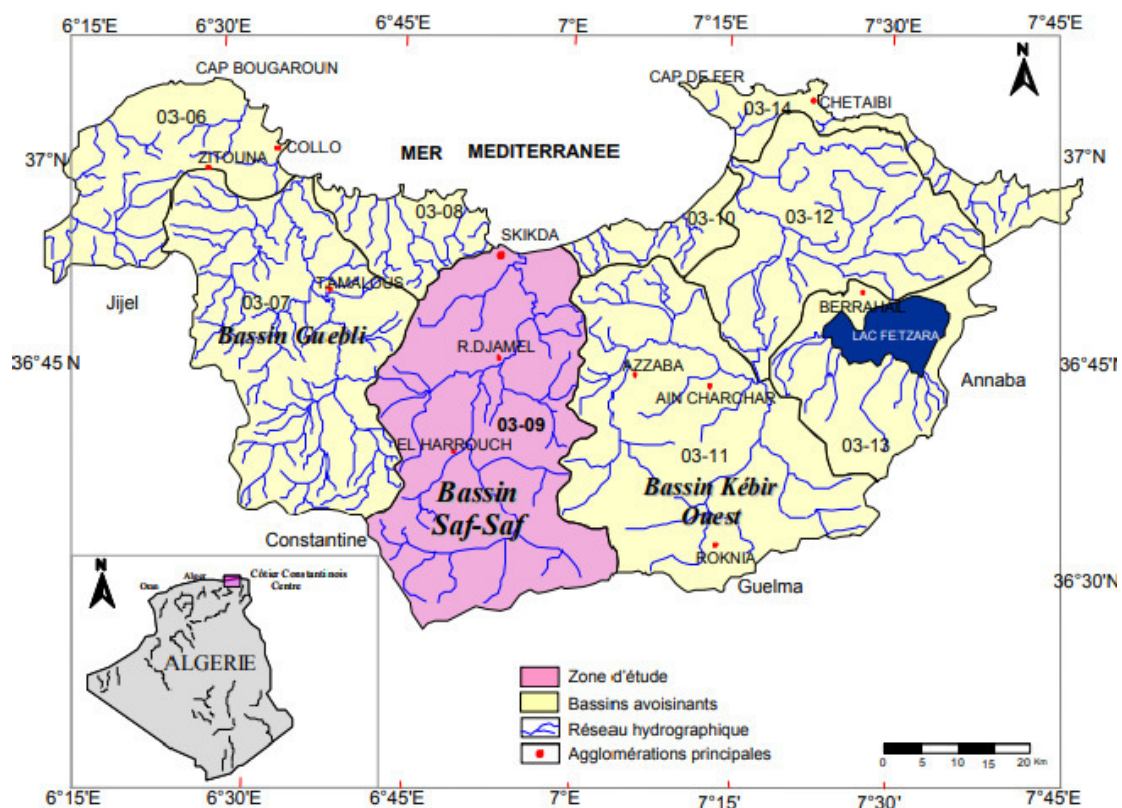 6°15'E 6°30'E 6°45'E 7°E 7°15'E 7°30'E 7°45'E
N
CAP BOUGAROUIN
CAP DE FER
03-06
03-14
CHETAIBI
COLLO
ZITOUNA
MER MEDITERRANEE
37°N
37°N
03-08
03-10
03-12
SKIKDA
TAMALOUS
Jijel
03-07
BERRAHAL
Bassin Guebli
LAC FETZARA
R.DJAMEL
36°45'N
36°45'N
AZZABA
Annaba
AIN CHARCHAR
03-09
EL HARROUCH
03-11
03-13
Bassin
Saf-Saf
Bassin Kébir
Ouest
Constantine
ROKNIA
Guelma
36°30'N
N
Oran
Alger
Côtier Constantinois
Centre
ALGERIE
Zone d'étude
Bassins avoisinants
Réseau hydrographique
Agglomérations principales
0 5 10 15 20 Km
6°15'E 6°30'E 6°45'E 7°E 7°15'E 7°30'E 7°45'E